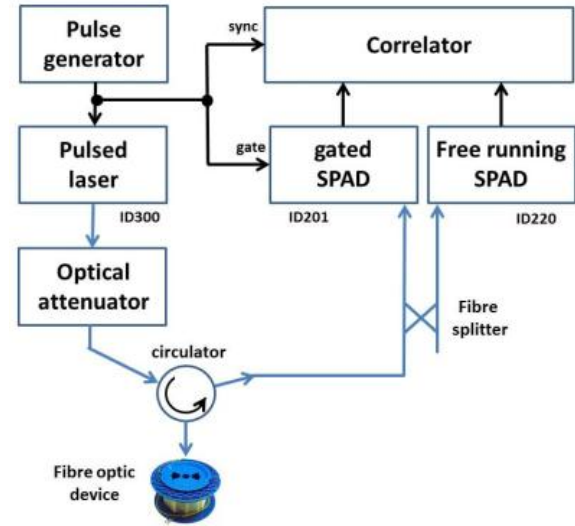 Pulse
generator
sync
Correlator
gate
Pulsed
laser
ID300
gated
SPAD
ID201
Free running
SPAD
ID220
Optical
attenuator
Fibre
splitter
circulator
Fibre optic
device